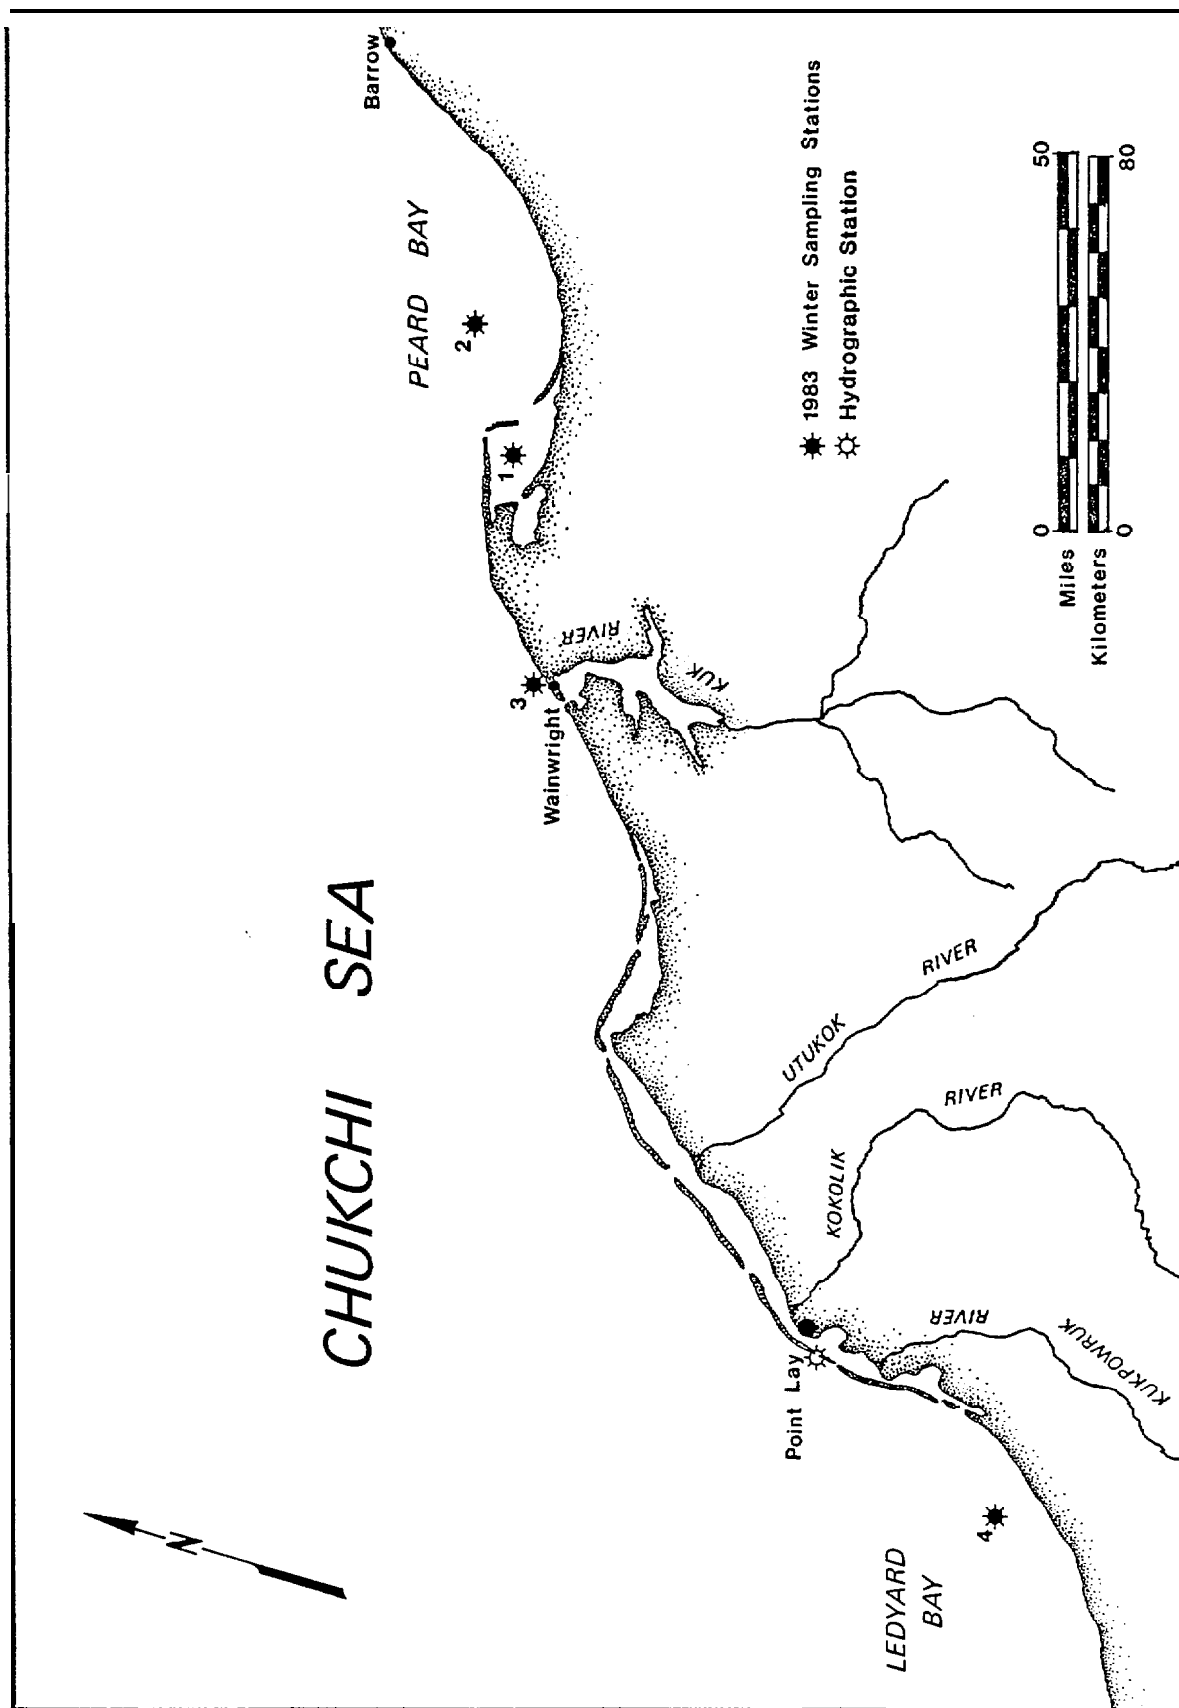 Barrow
PEARD BAY
2
1
3
Wainwright
RIVER
KUK
CHUKCHI SEA
1983 Winter Sampling Stations
Hydrographic Station
0 50
Miles
Kilometers
0 80
UTUKOK RIVER
KOKOLIK RIVER
Point Lay
KUKPOWRUK RIVER
4
LEDYARD
BAY
N